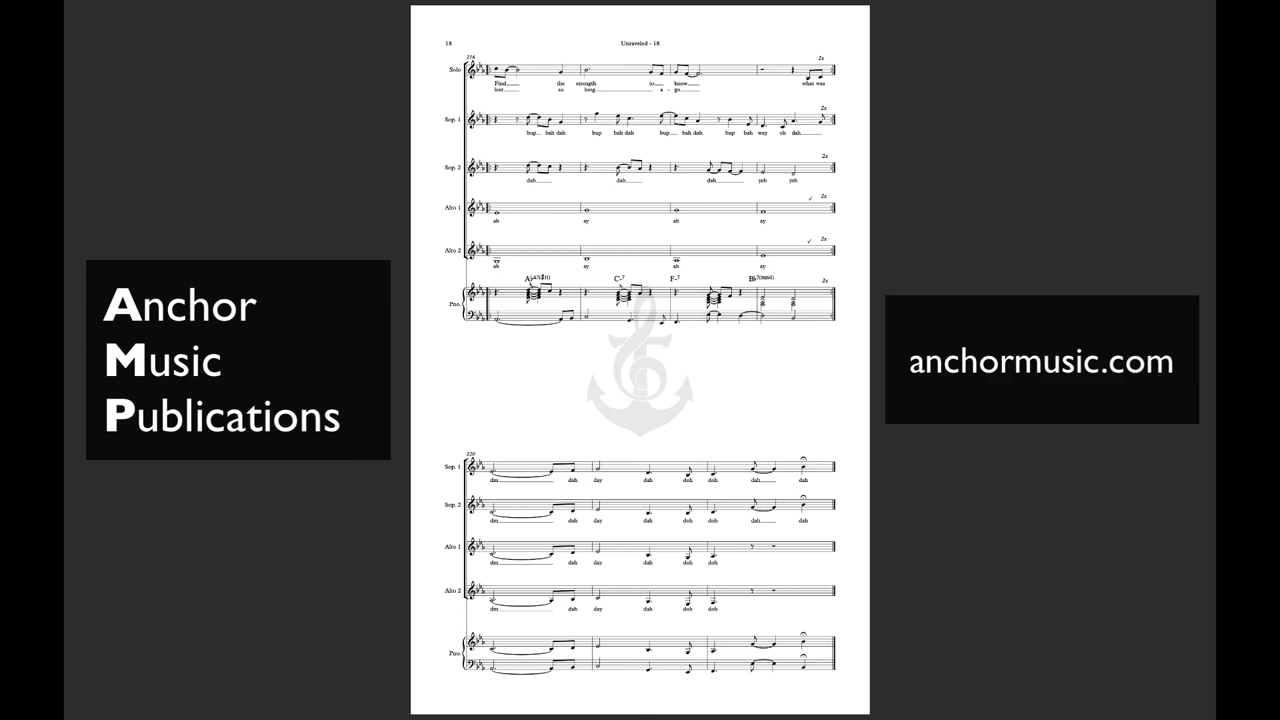 18
Unraveled - 18
216
2x
Solo
Find the strength to know what was
lost so long a - go
2x
Sop. 1
bup bah dah bup bah dah bup bah dah bup bah way oh dah
2x
Sop. 2
dah dah dah yeh yeh
2x
Alto 1
ah ay ah ay
2x
Alto 2
ah ay ah ay
C-7 F-7
2x
Pno.
Anchor
Music
Publications
anchormusic.com
220
Sop. 1
dm dah day dah doh doh dah dah
Sop. 2
dm dah day dah doh doh dah dah
Alto 1
dm dah day dah doh doh
Alto 2
dm dah day dah doh doh
Pno.